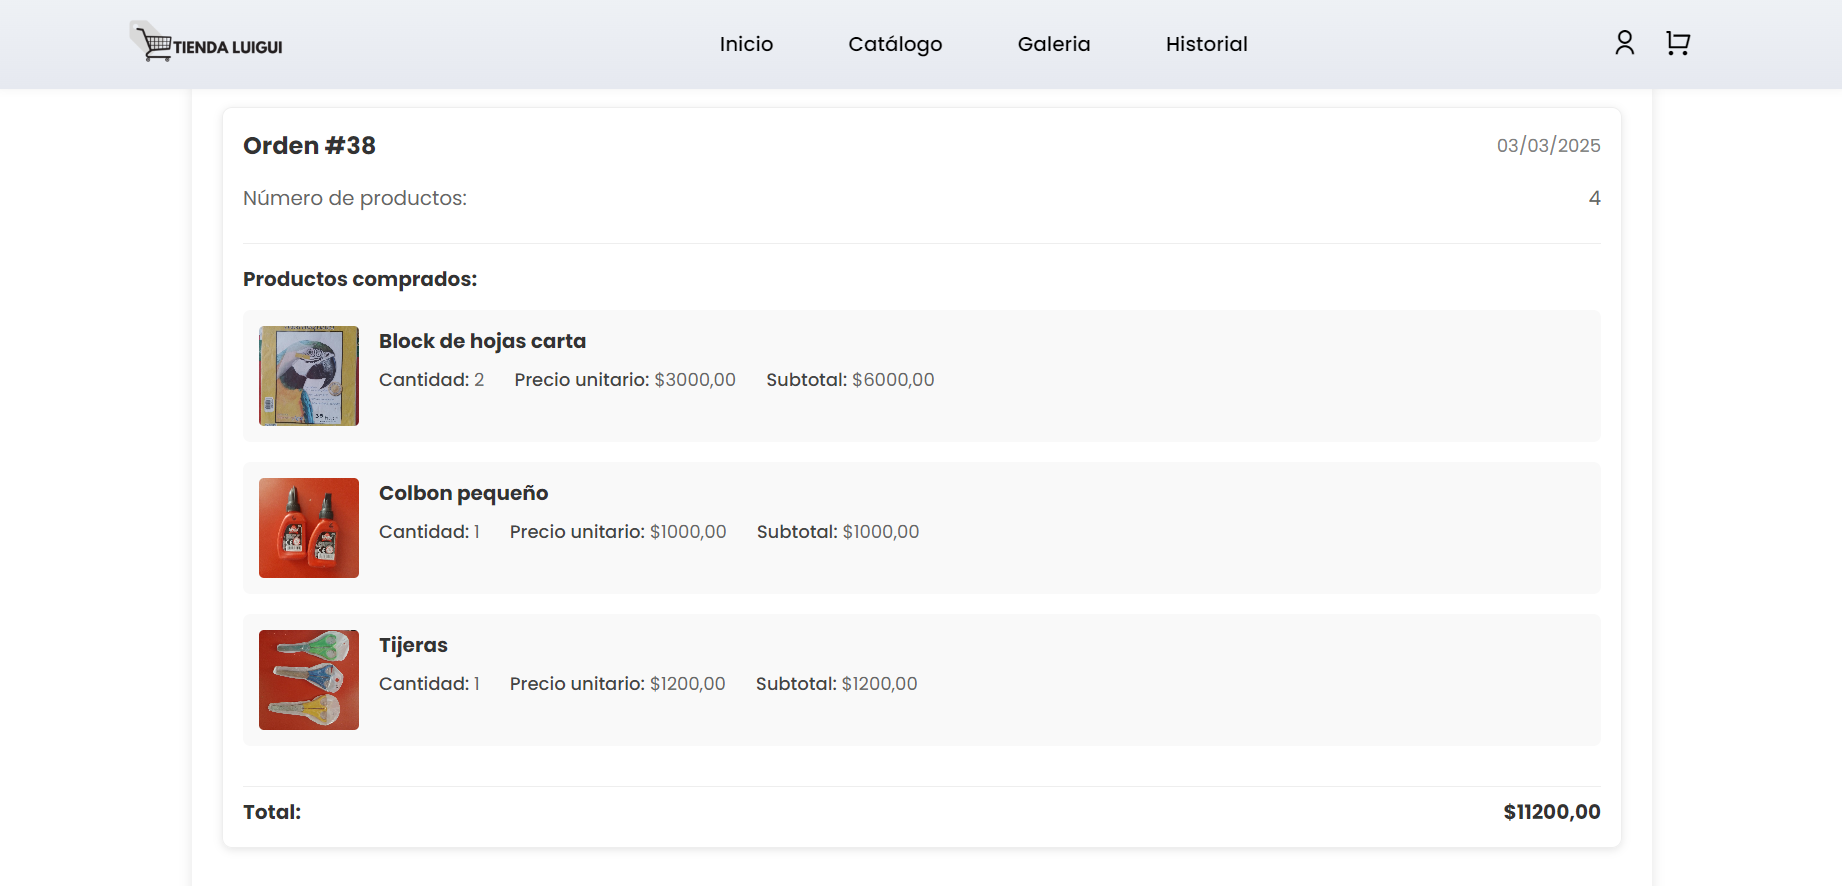 TIENDA LUIGUI
Inicio Catálogo Galeria Historial
Orden #38 03/03/2025
Número de productos: 4
Productos comprados:
Block de hojas carta
Cantidad: 2 Precio unitario: $3000,00 Subtotal: $6000,00
Colbon pequeño
Cantidad: 1 Precio unitario: $1000,00 Subtotal: $1000,00
Tijeras
Cantidad: 1 Precio unitario: $1200,00 Subtotal: $1200,00
Total: $11200,00